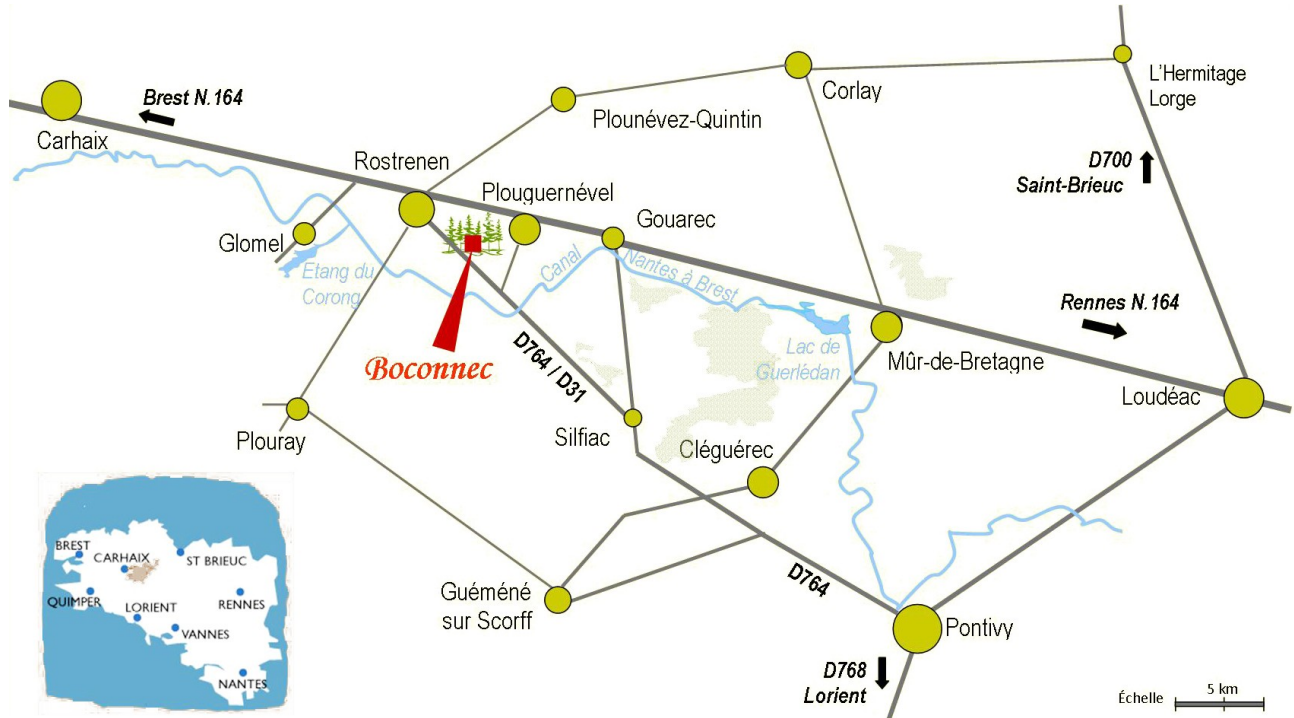 L'Hermitage
Lorge
Corlay
Brest N.164
Plounévez-Quintin
Carhaix
Rostrenen
D700
Saint-Brieuc
Plouguernével
Gouarec
Glomel
Etang du
Corong
Canal
Nantes à Brest
Rennes N.164
Boconnec
D764 / D31
Lac de
Guerlédan
Mûr-de-Bretagne
Loudéac
Plouray
Silfiac
Cléguérec
BREST
CARHAIX
ST BRIEUC
QUIMPER
LORIENT
RENNES
VANNES
NANTES
Guéméné
sur Scorff
D764
Pontivy
D768
Lorient
Échelle
5 km